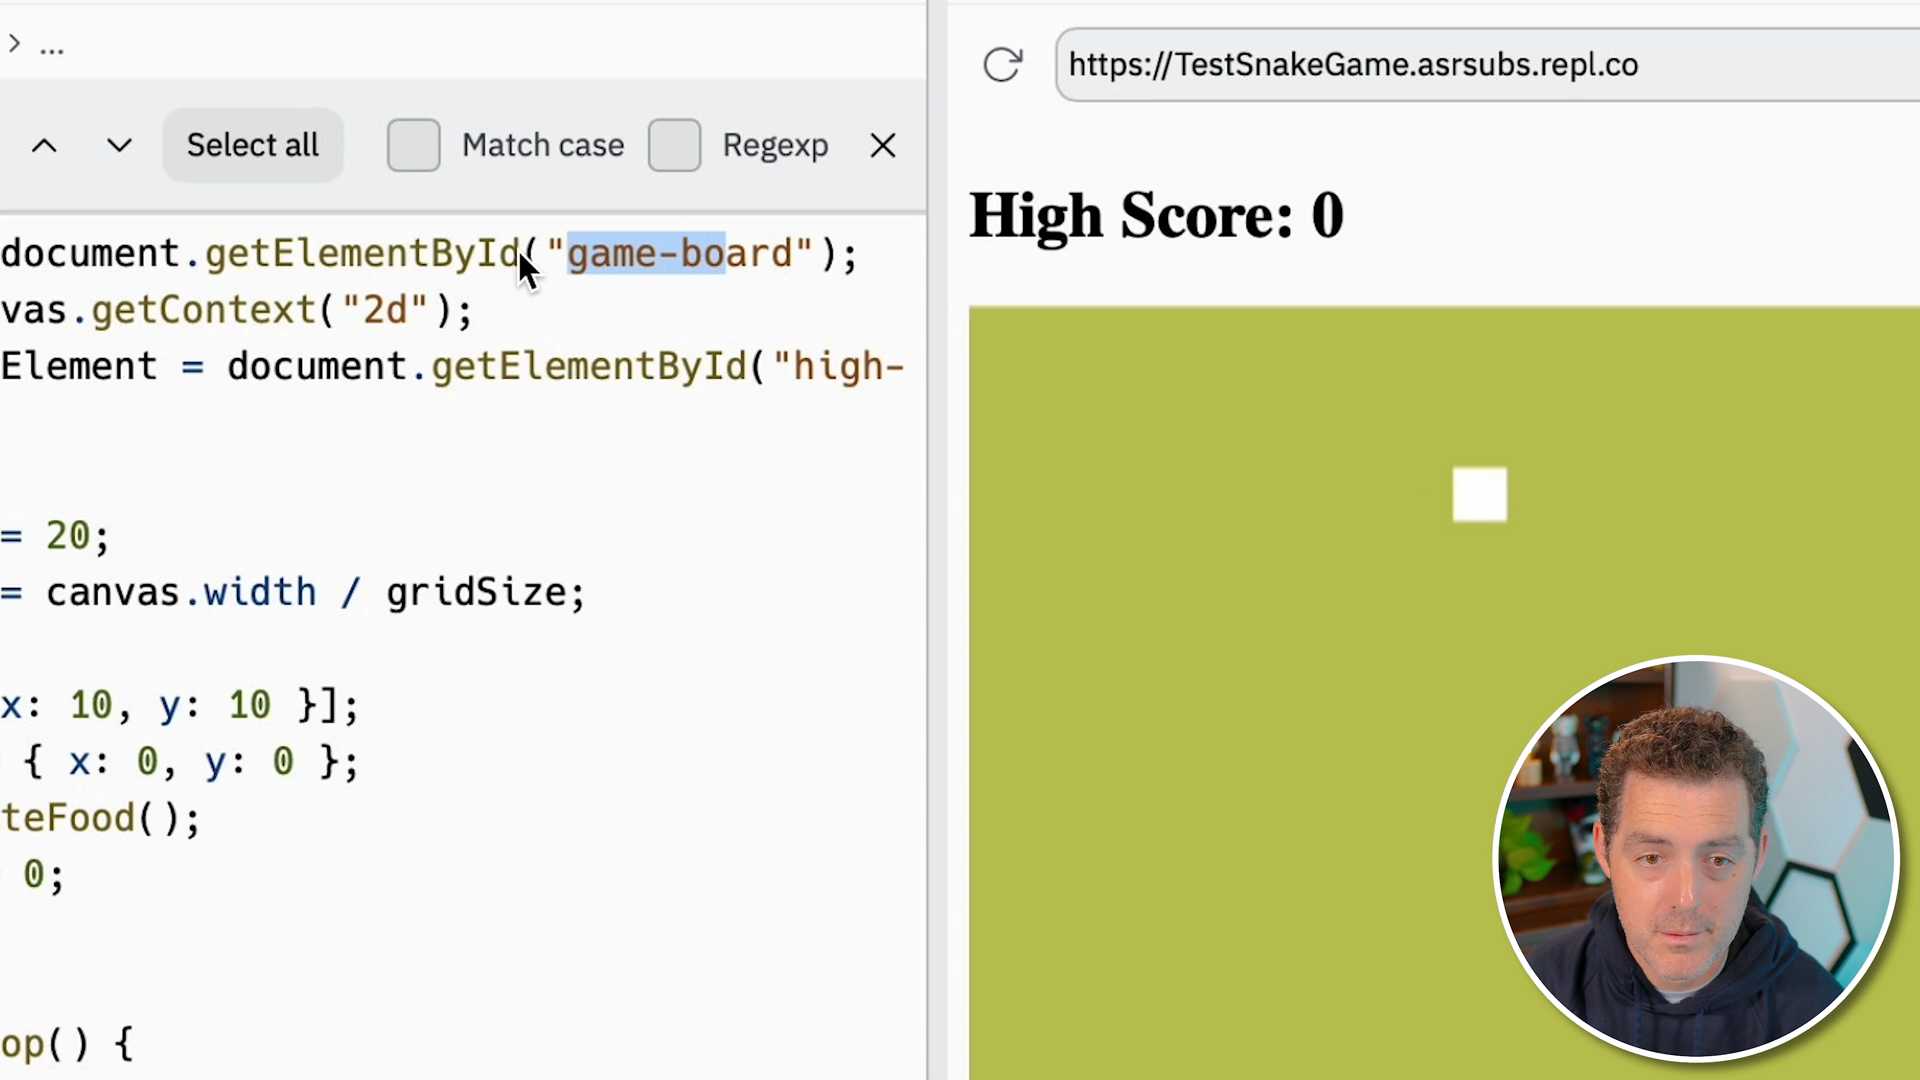 > ...
Select all Match case Regexp
document.getElementById("game-board");
vas.getContext("2d");
Element = document.getElementById("high-
= 20;
= canvas.width / gridSize;
x: 10, y: 10 }];
{ x: 0, y: 0 };
teFood();
0;
op() {
https://TestSnakeGame.asrsubs.repl.co
High Score: 0